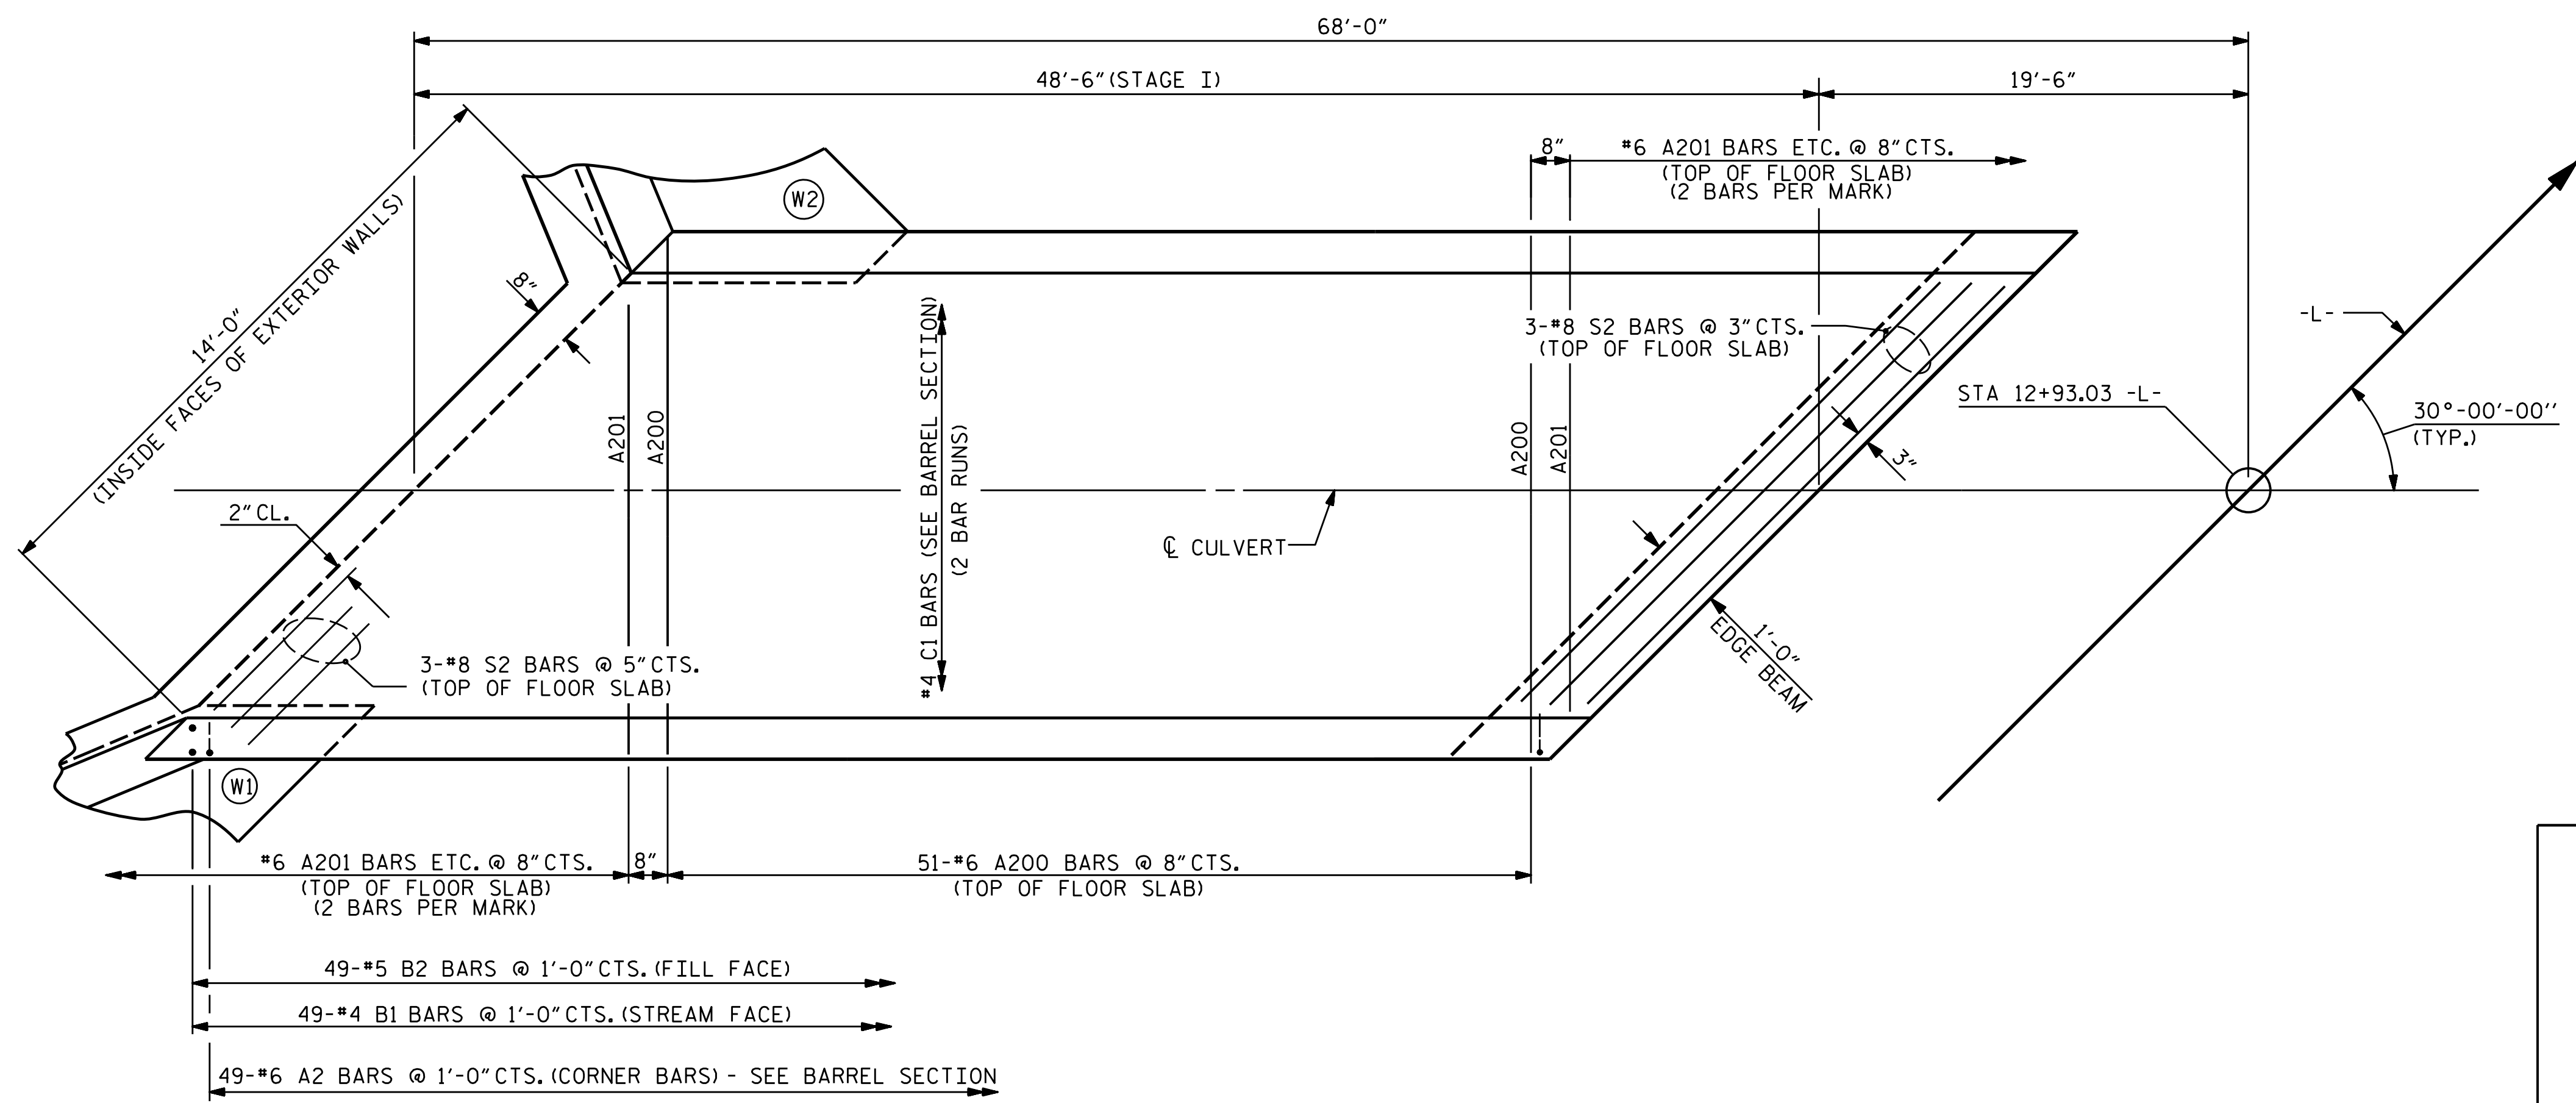 68'-0"
48'-6"(STAGE I)
19'-6"
8"
#6 A201 BARS ETC. @ 8"CTS.
(TOP OF FLOOR SLAB)
(2 BARS PER MARK)
W2
14'-0"
(INSIDE FACES OF EXTERIOR WALLS)
8"
#4 C1 BARS (SEE BARREL SECTION)
(2 BAR RUNS)
3-#8 S2 BARS @ 3"CTS.
(TOP OF FLOOR SLAB)
-L-
STA 12+93.03 -L-
30°-00'-00''
(TYP.)
A201
A200
A200
A201
3"
2"CL.
℄ CULVERT
1'-0"
EDGE BEAM
3-#8 S2 BARS @ 5"CTS.
(TOP OF FLOOR SLAB)
W1
#6 A201 BARS ETC. @ 8"CTS.
(TOP OF FLOOR SLAB)
(2 BARS PER MARK)
8"
51-#6 A200 BARS @ 8"CTS.
(TOP OF FLOOR SLAB)
49-#5 B2 BARS @ 1'-0"CTS.(FILL FACE)
49-#4 B1 BARS @ 1'-0"CTS.(STREAM FACE)
49-#6 A2 BARS @ 1'-0"CTS.(CORNER BARS)- SEE BARREL SECTION